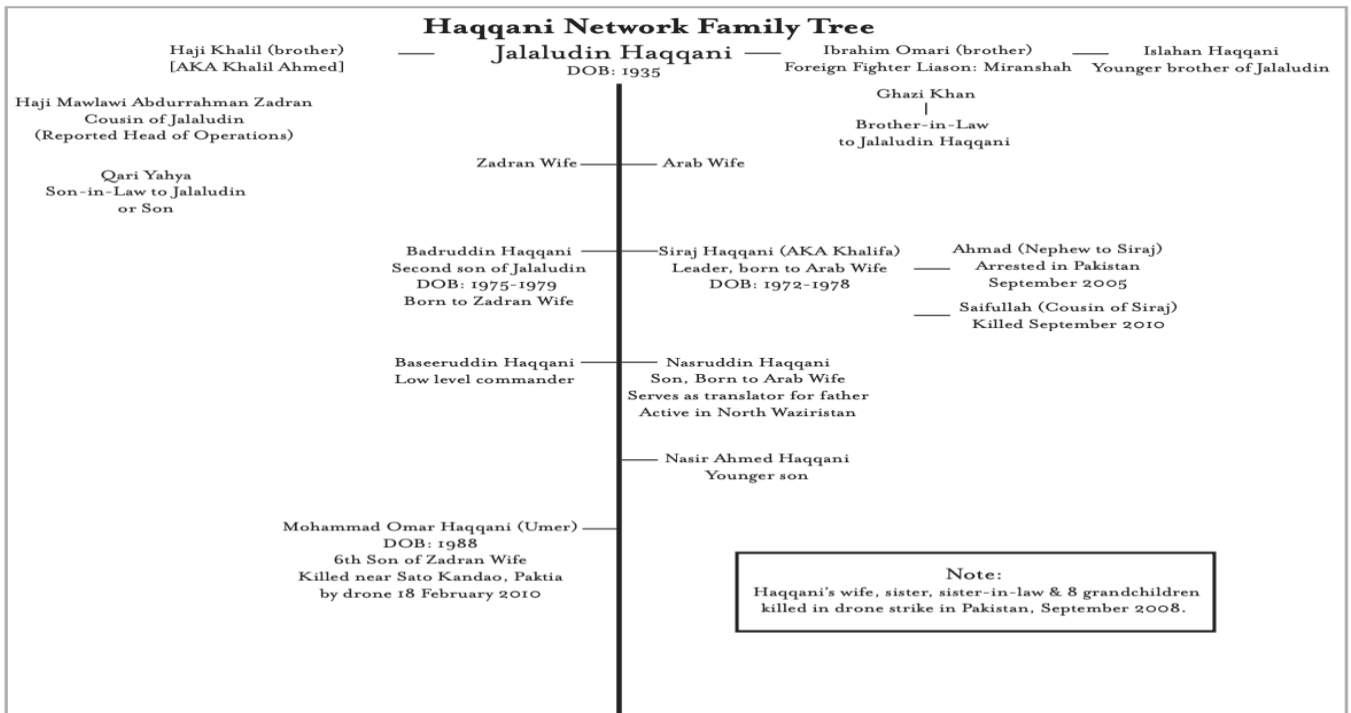 Haqqani Network Family Tree
Haji Khalil (brother)
[AKA Khalil Ahmed]
Jalaludin Haqqani
DOB: 1935
Ibrahim Omari (brother)
Foreign Fighter Liason: Miranshah
Islahan Haqqani
Younger brother of Jalaludin
Haji Mawlawi Abdurrahman Zadran
Cousin of Jalaludin
(Reported Head of Operations)
Ghazi Khan
Brother-in-Law
to Jalaludin Haqqani
Qari Yahya
Son-in-Law to Jalaludin
or Son
Zadran Wife
Arab Wife
Badruddin Haqqani
Second son of Jalaludin
DOB: 1975-1979
Born to Zadran Wife
Siraj Haqqani (AKA Khalifa)
Leader, born to Arab Wife
DOB: 1972-1978
Ahmad (Nephew to Siraj)
Arrested in Pakistan
September 2005
Saifullah (Cousin of Siraj)
Killed September 2010
Baseeruddin Haqqani
Low level commander
Nasruddin Haqqani
Son, Born to Arab Wife
Serves as translator for father
Active in North Waziristan
Nasir Ahmed Haqqani
Younger son
Mohammad Omar Haqqani (Umer)
DOB: 1988
6th Son of Zadran Wife
Killed near Sato Kandao, Paktia
by drone 18 February 2010
Note:
Haqqani's wife, sister, sister-in-law & 8 grandchildren
killed in drone strike in Pakistan, September 2008.